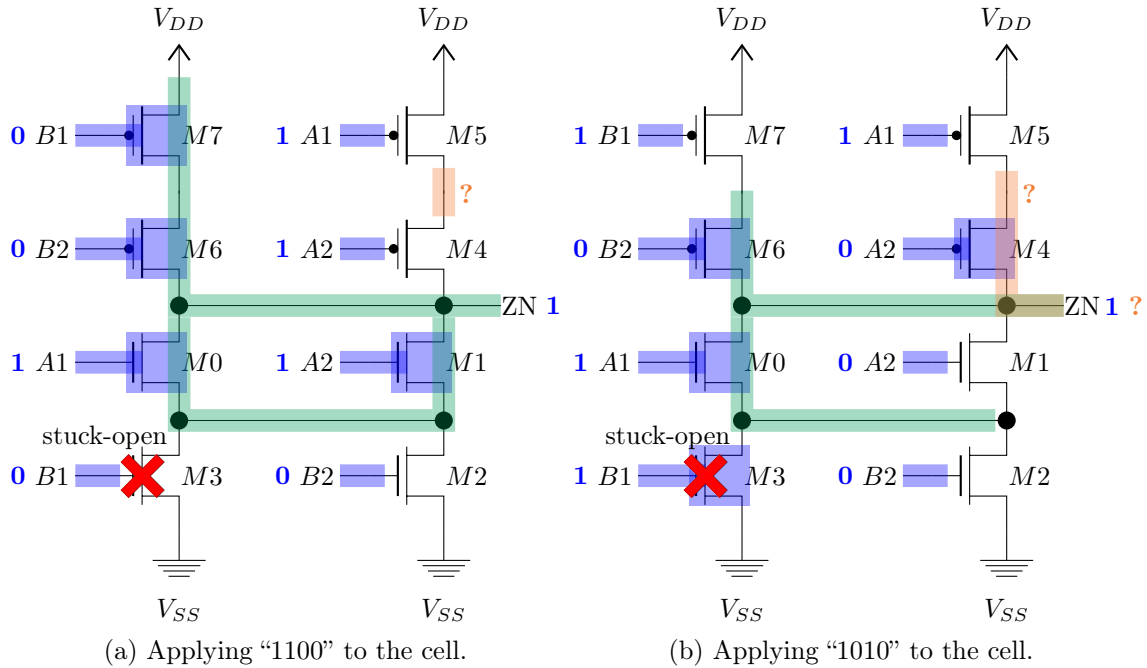 V_DD V_DD V_DD V_DD
0 B1 M7 1 A1 M5 1 B1 M7 1 A1 M5
? ?
0 B2 M6 1 A2 M4 0 B2 M6 0 A2 M4
ZN 1 ZN 1 ?
1 A1 M0 1 A2 M1 1 A1 M0 0 A2 M1
stuck-open stuck-open
0 B1 M3 0 B2 M2 1 B1 M3 0 B2 M2
V_SS V_SS V_SS V_SS
(a) Applying “1100” to the cell. (b) Applying “1010” to the cell.